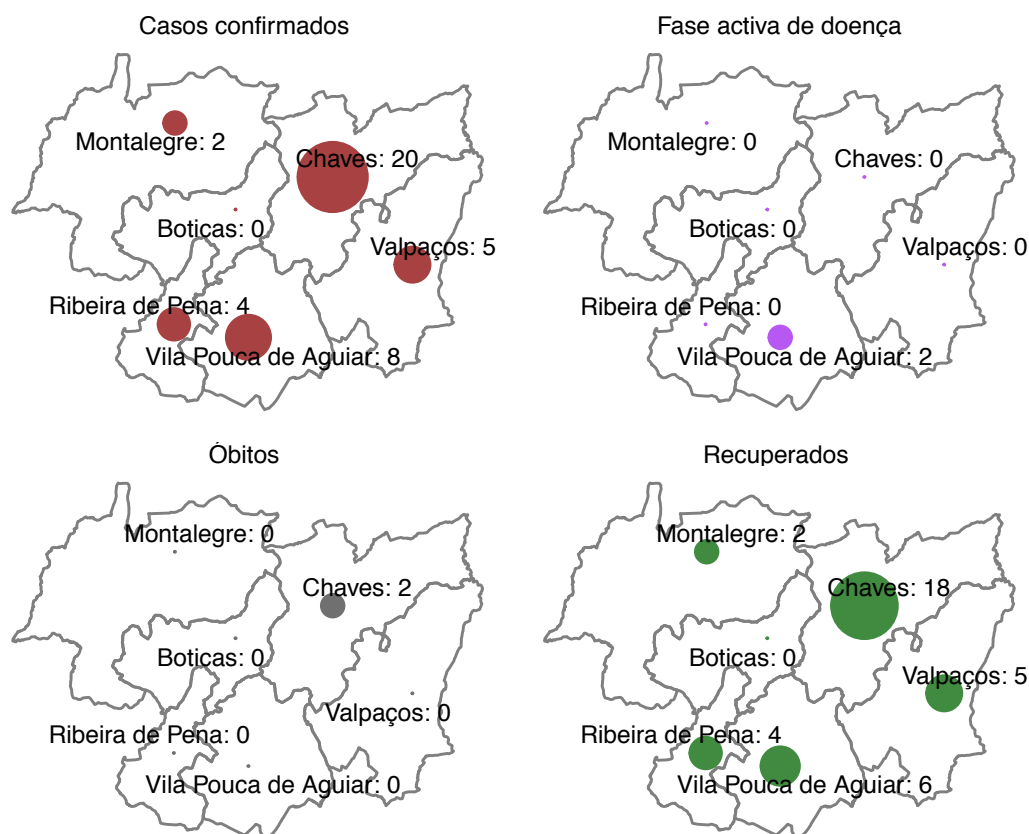 Casos confirmados
Montalegre: 2
Chaves: 20
Boticas: 0
Valpaços: 5
Ribeira de Pena: 4
Vila Pouca de Aguiar: 8
Fase activa de doença
Montalegre: 0
Chaves: 0
Boticas: 0
Valpaços: 0
Ribeira de Pena: 0
Vila Pouca de Aguiar: 2
Óbitos
Montalegre: 0
Chaves: 2
Boticas: 0
Valpaços: 0
Ribeira de Pena: 0
Vila Pouca de Aguiar: 0
Recuperados
Montalegre: 2
Chaves: 18
Boticas: 0
Valpaços: 5
Ribeira de Pena: 4
Vila Pouca de Aguiar: 6